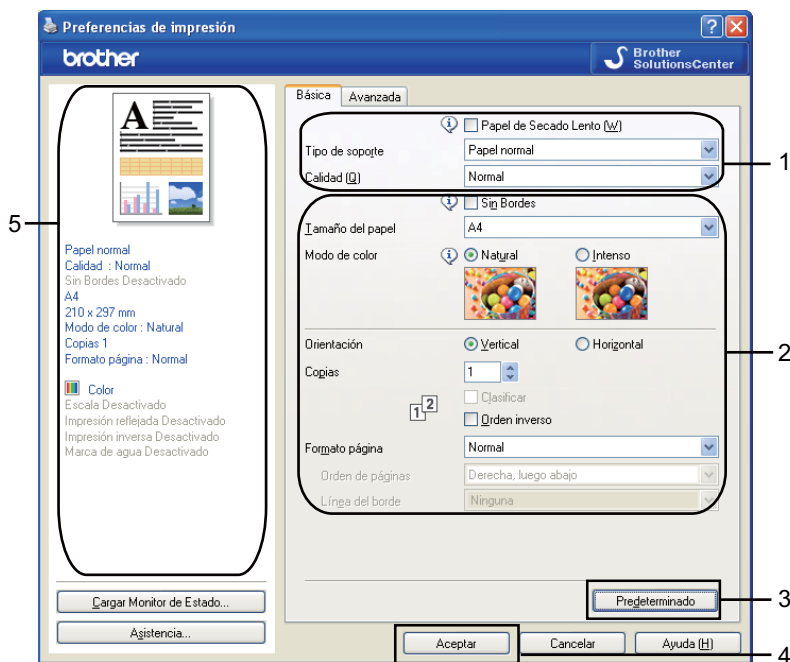 Preferencias de impresión
brother
Brother
SolutionsCenter
Básica
Avanzada
Papel de Secado Lento (W)
Tipo de soporte
Papel normal
Calidad (Q)
Normal
Sin Bordes
Tamaño del papel
A4
Modo de color
Natural
Intenso
Orientación
Vertical
Horizontal
Copias
1
Clasificar
1 2
Orden inverso
Formato página
Normal
Orden de páginas
Derecha, luego abajo
Línea del borde
Ninguna
A
Papel normal
Calidad : Normal
Sin Bordes Desactivado
A4
210 x 297 mm
Modo de color : Natural
Copias 1
Formato página : Normal
Color
Escala Desactivado
Impresión reflejada Desactivado
Impresión inversa Desactivado
Marca de agua Desactivado
Cargar Monitor de Estado...
Asistencia...
Predeterminado
Aceptar
Cancelar
Ayuda (H)
1
2
3
4
5